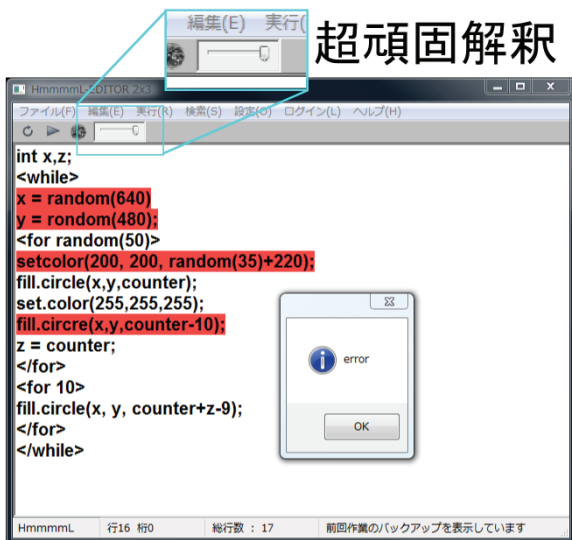 編集(E) 実行(
超頑固解釈
HmmmmL-EDITOR 2x3
ファイル(F) 編集(E) 実行(R) 検索(S) 設定(O) ログイン(L) ヘルプ(H)
int x,z;
<while>
x = random(640)
y = rondom(480);
<for random(50)>
setcolor(200, 200, random(35)+220);
fill.circle(x,y,counter);
set.color(255,255,255);
fill.circre(x,y,counter-10);
z = counter;
</for>
<for 10>
fill.circle(x, y, counter+z-9);
</for>
</while>
error
OK
HmmmmL 行16 桁0 総行数 : 17 前回作業のバックアップを表示しています